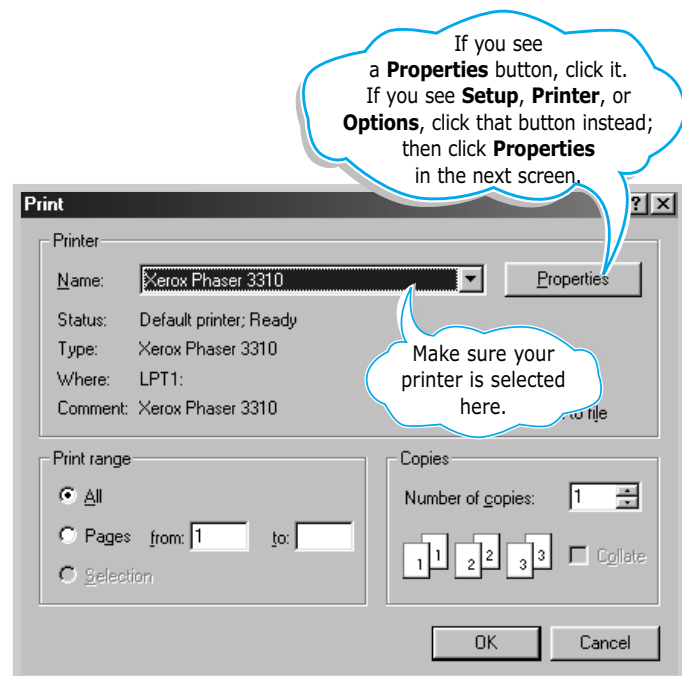 If you see
a Properties button, click it.
If you see Setup, Printer, or
Options, click that button instead;
then click Properties
in the next screen.
Print
Printer
Name: Xerox Phaser 3310 Properties
Status: Default printer; Ready
Type: Xerox Phaser 3310
Where: LPT1:
Comment: Xerox Phaser 3310
to file
Make sure your
printer is selected
here.
Print range
All
Pages from: 1 to:
Selection
Copies
Number of copies: 1
1 1 2 2 3 3 Collate
OK Cancel